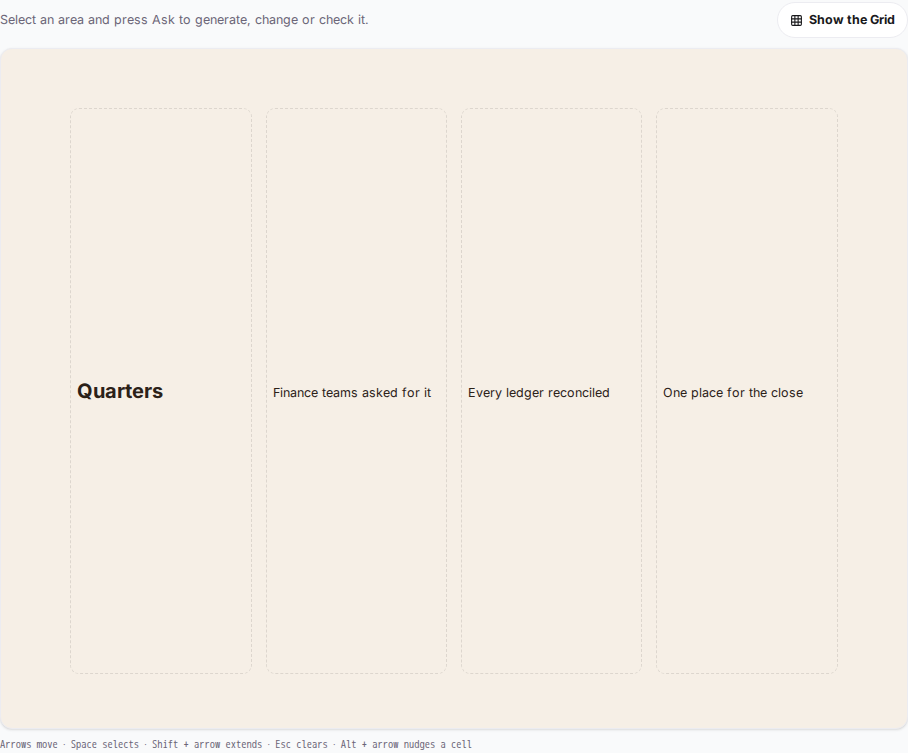 Select an area and press Ask to generate, change or check it.
Show the Grid
Quarters
Finance teams asked for it
Every ledger reconciled
One place for the close
Arrows move · Space selects · Shift + arrow extends · Esc clears · Alt + arrow nudges a cell